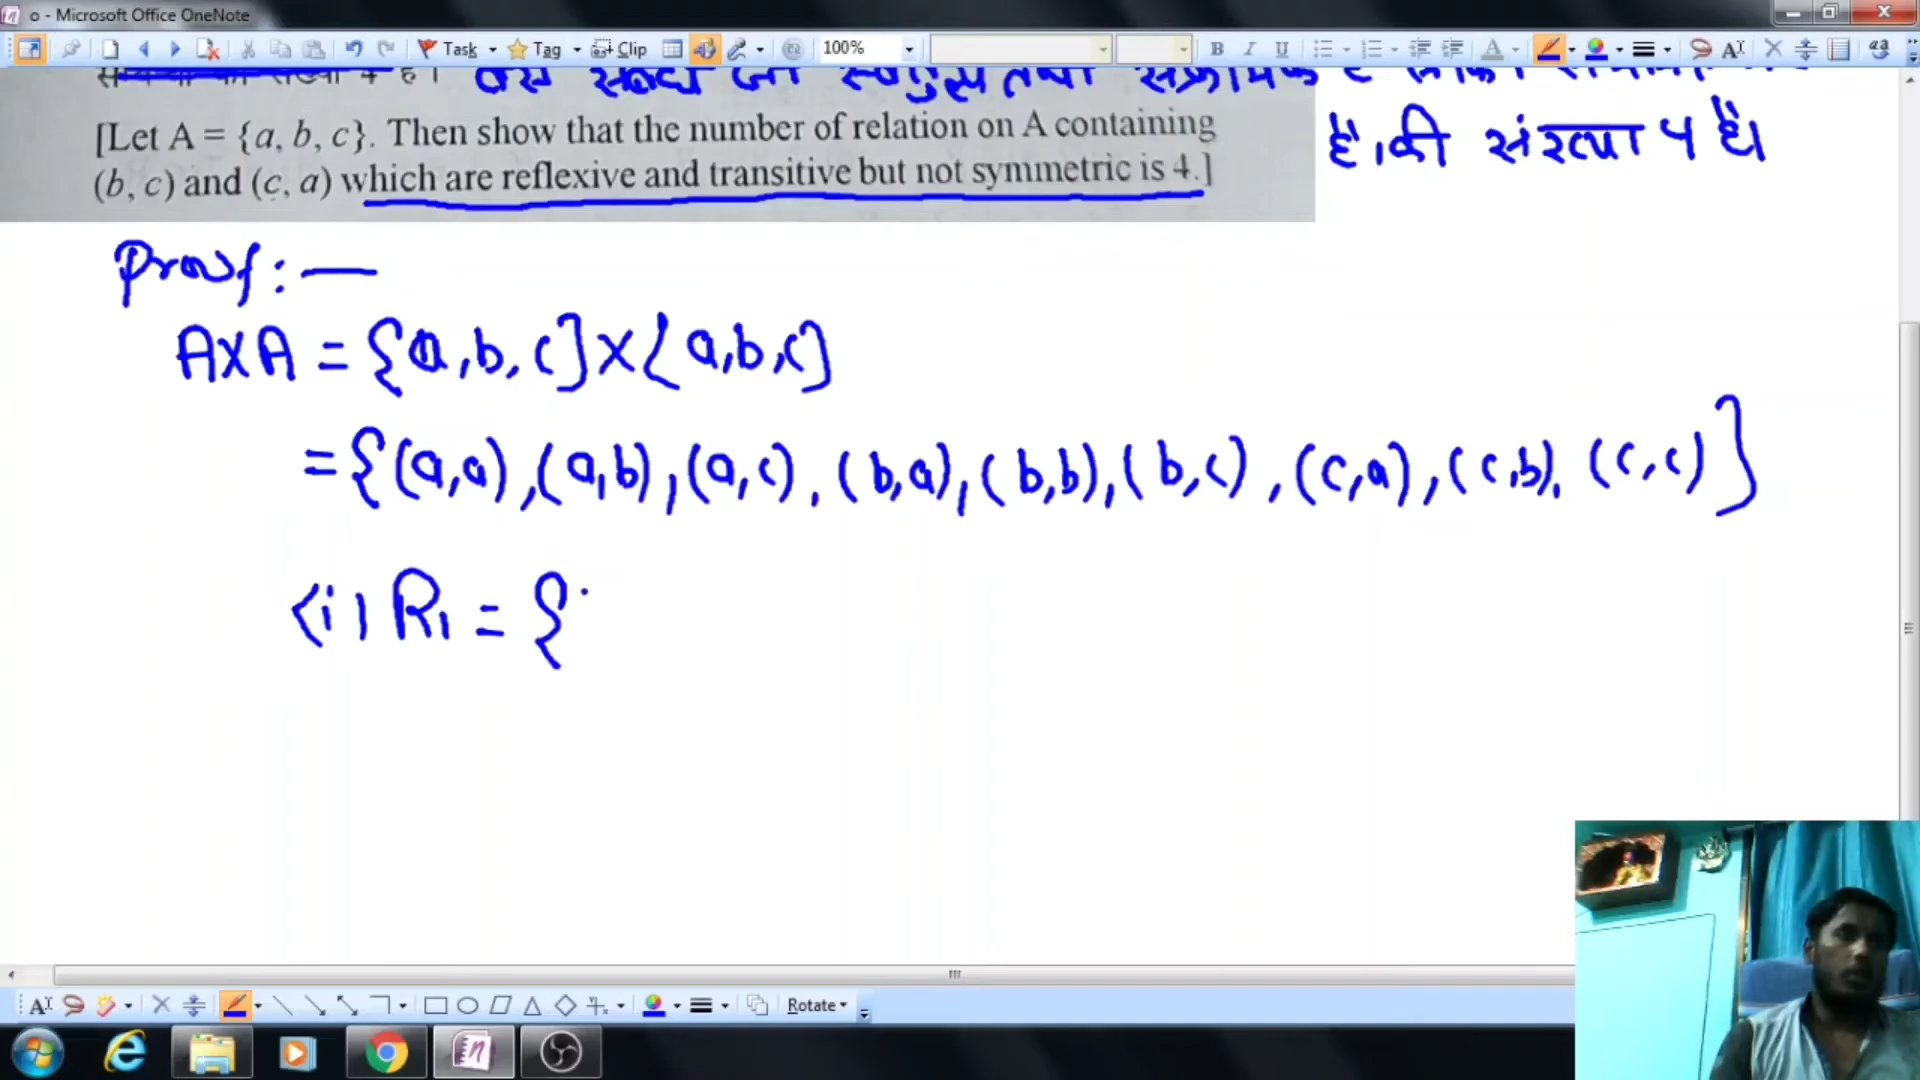 o - Microsoft Office OneNote
Task Tag Clip 100% B I U A
[Let A = {a, b, c}. Then show that the number of relation on A containing
(b, c) and (c, a) which are reflexive and transitive but not symmetric is 4.]
है। की संख्या 4 है।
Proof : —
A×A = {a, b, c} × {a, b, c}
= {(a,a), (a,b), (a,c), (b,a), (b,b), (b,c), (c,a), (c,b), (c,c)}
(i) R1 = {
Rotate